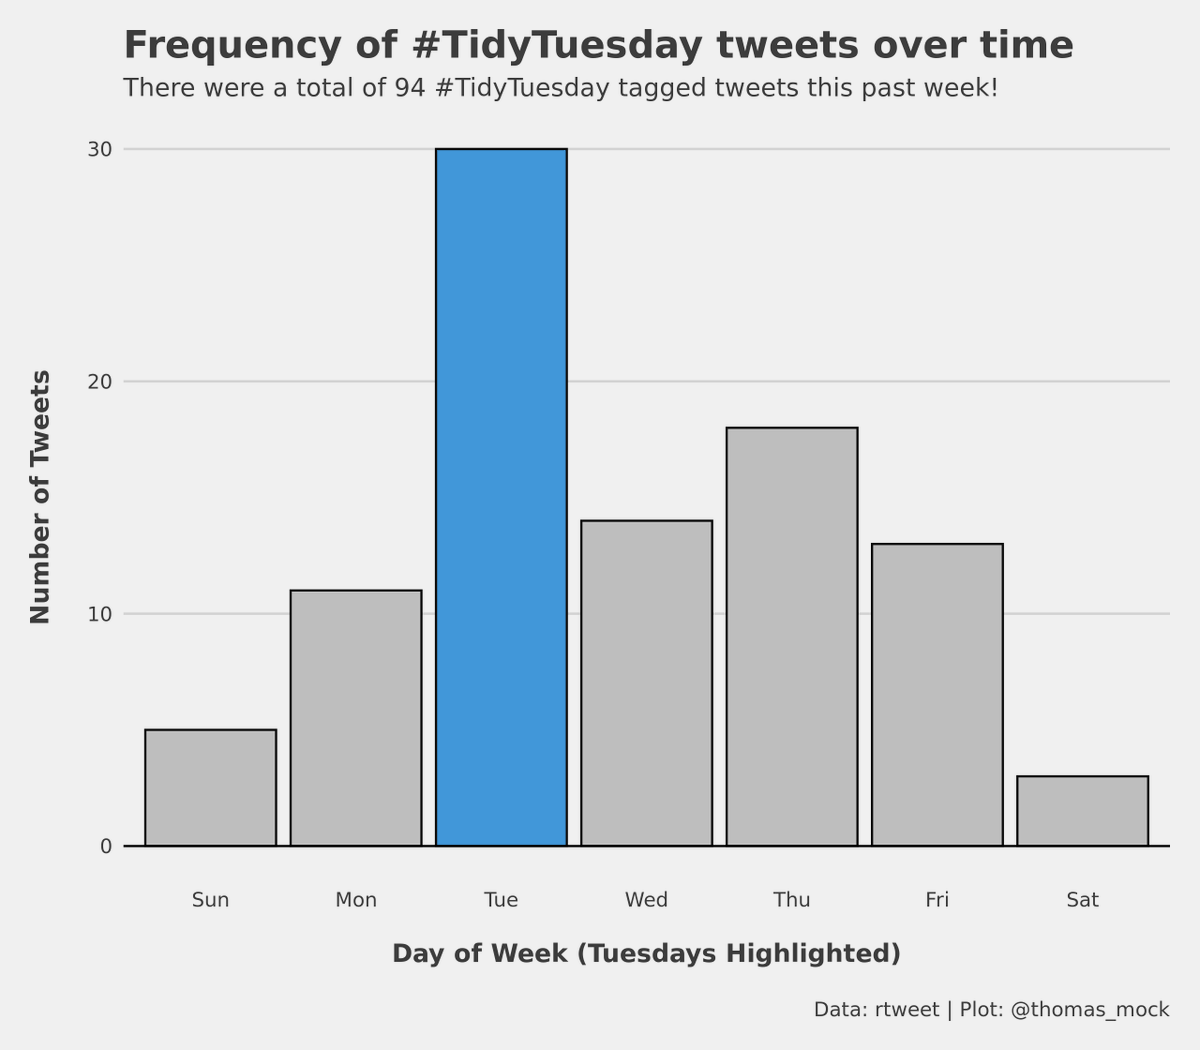 Frequency of #TidyTuesday tweets over time
There were a total of 94 #TidyTuesday tagged tweets this past week!
Number of Tweets
30
20
10
0
Sun Mon Tue Wed Thu Fri Sat
Day of Week (Tuesdays Highlighted)
Data: rtweet | Plot: @thomas_mock